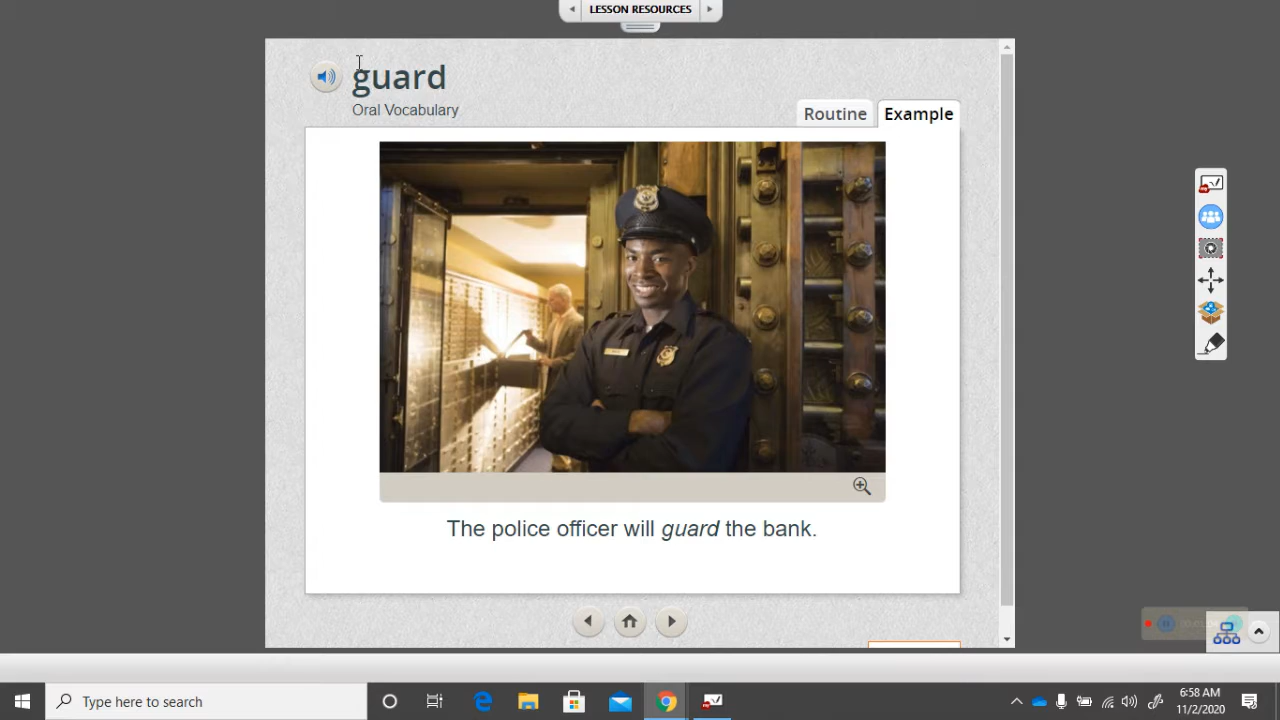 LESSON RESOURCES
guard
Oral Vocabulary
Routine
Example
The police officer will guard the bank.
Type here to search
6:58 AM
11/2/2020